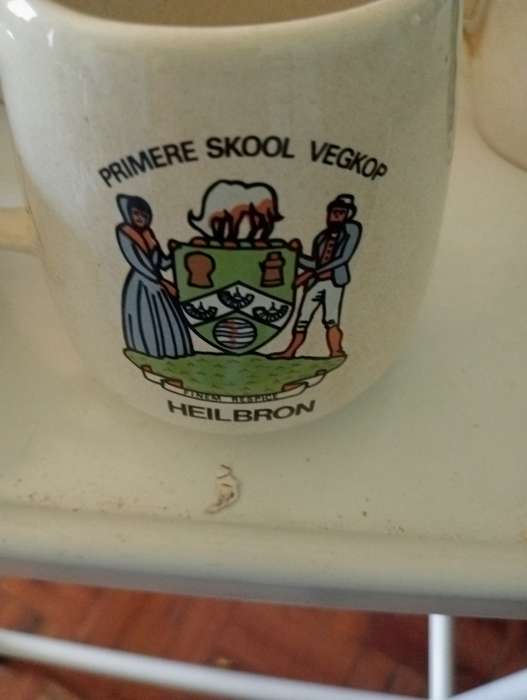 PRIMERE SKOOL VEGKOP
FINEM RESPICE
HEILBRON